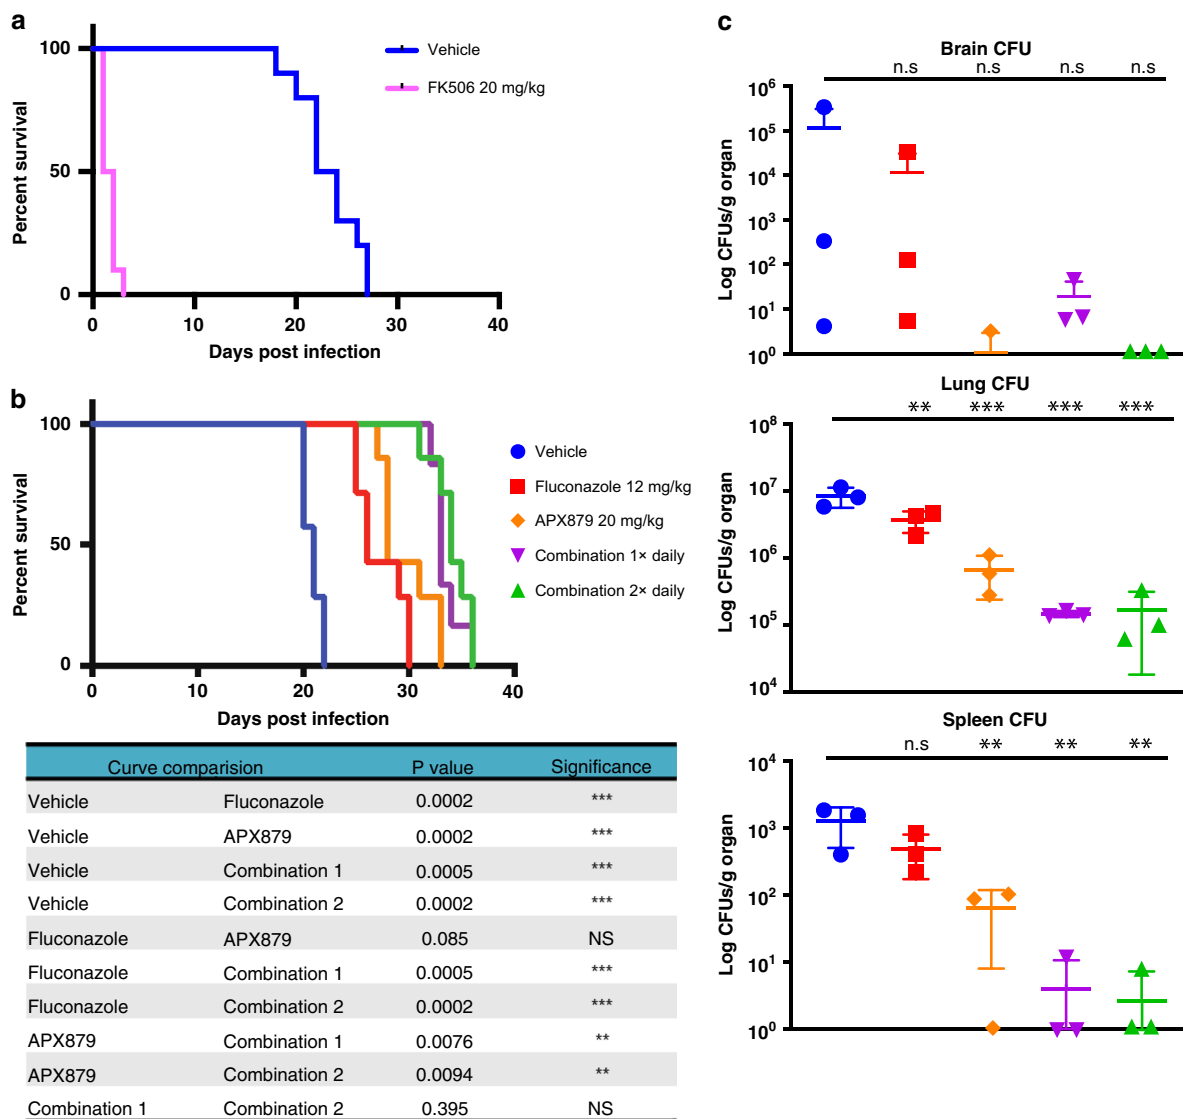 a
Percent survival
100
50
0
0 10 20 30 40
Days post infection
Vehicle
FK506 20 mg/kg
b
Percent survival
100
50
0
0 10 20 30 40
Days post infection
Vehicle
Fluconazole 12 mg/kg
APX879 20 mg/kg
Combination 1× daily
Combination 2× daily
Curve comparision P value Significance
Vehicle Fluconazole 0.0002 ***
Vehicle APX879 0.0002 ***
Vehicle Combination 1 0.0005 ***
Vehicle Combination 2 0.0002 ***
Fluconazole APX879 0.085 NS
Fluconazole Combination 1 0.0005 ***
Fluconazole Combination 2 0.0002 ***
APX879 Combination 1 0.0076 **
APX879 Combination 2 0.0094 **
Combination 1 Combination 2 0.395 NS
c
Brain CFU
n.s n.s n.s n.s
Log CFUs/g organ
10⁶
10⁵
10⁴
10³
10²
10¹
10⁰
Lung CFU
** *** *** ***
Log CFUs/g organ
10⁸
10⁷
10⁶
10⁵
10⁴
Spleen CFU
n.s ** ** **
Log CFUs/g organ
10⁴
10³
10²
10¹
10⁰